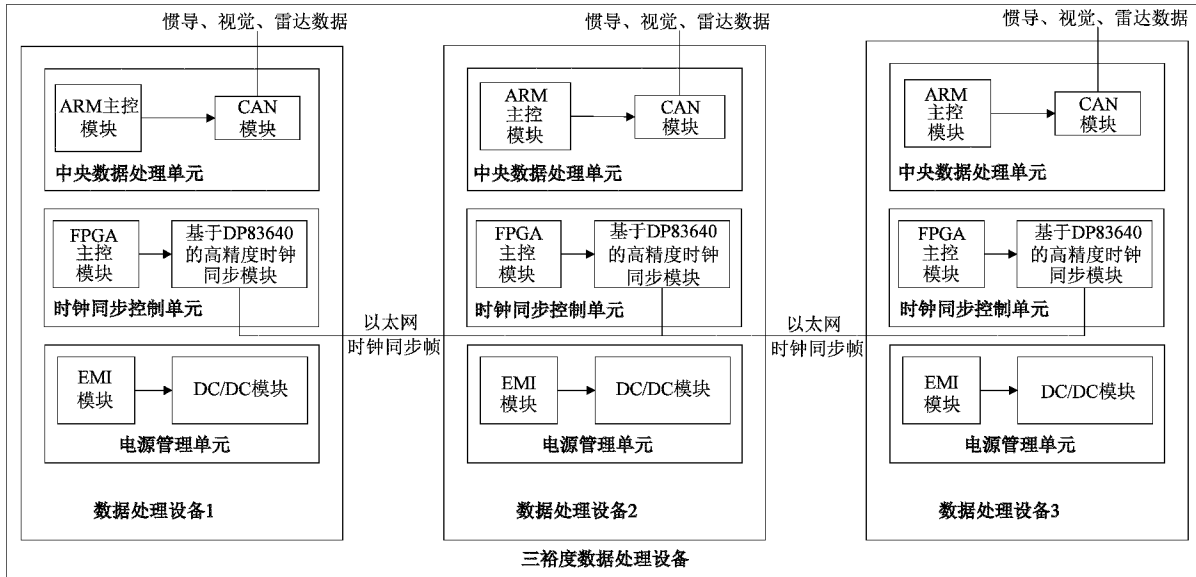 惯导、视觉、雷达数据
ARM主控
模块
CAN
模块
中央数据处理单元
FPGA
主控
模块
基于DP83640
的高精度时钟
同步模块
时钟同步控制单元
EMI
模块
DC/DC模块
电源管理单元
数据处理设备1
以太网
时钟同步帧
惯导、视觉、雷达数据
ARM
主控
模块
CAN
模块
中央数据处理单元
FPGA
主控
模块
基于DP83640
的高精度时钟
同步模块
时钟同步控制单元
EMI
模块
DC/DC模块
电源管理单元
数据处理设备2
以太网
时钟同步帧
惯导、视觉、雷达数据
ARM
主控
模块
CAN
模块
中央数据处理单元
FPGA
主控
模块
基于DP83640
的高精度时钟
同步模块
时钟同步控制单元
EMI
模块
DC/DC模块
电源管理单元
数据处理设备3
三裕度数据处理设备